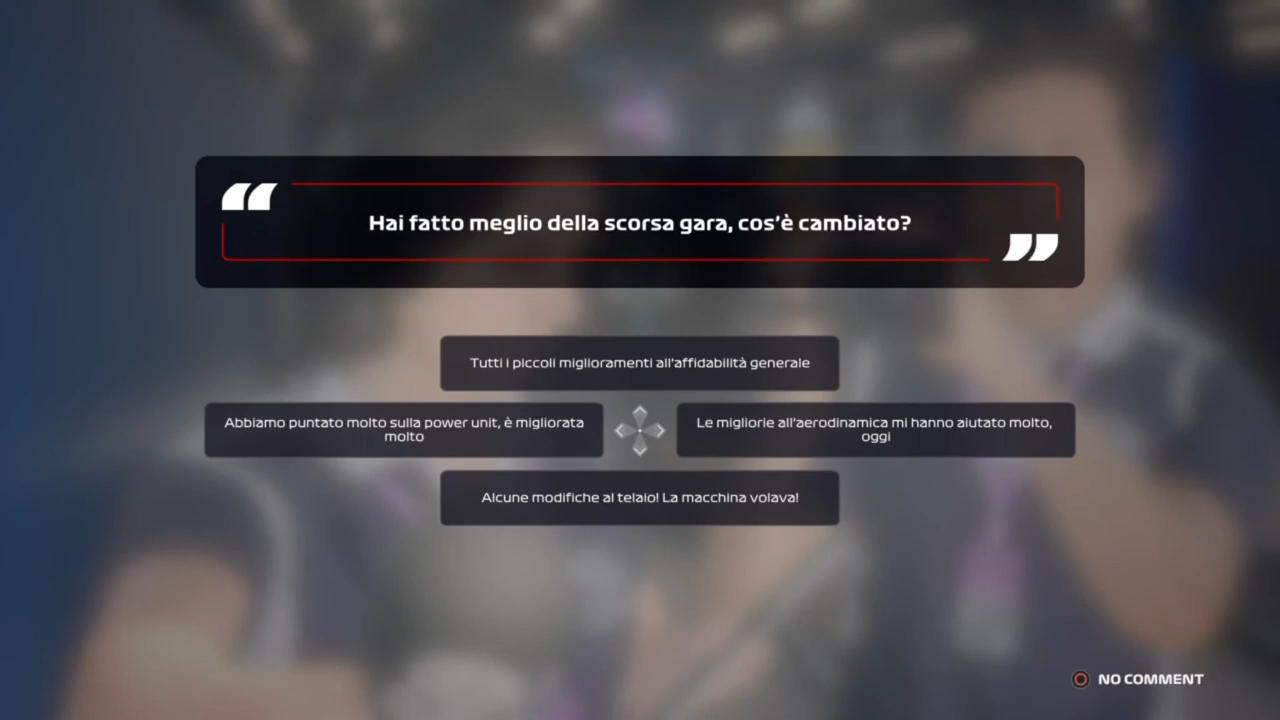 Hai fatto meglio della scorsa gara, cos'è cambiato?
Tutti i piccoli miglioramenti all'affidabilità generale
Abbiamo puntato molto sulla power unit, è migliorata
molto
Le migliorie all'aerodinamica mi hanno aiutato molto,
oggi
Alcune modifiche al telaio! La macchina volava!
NO COMMENT